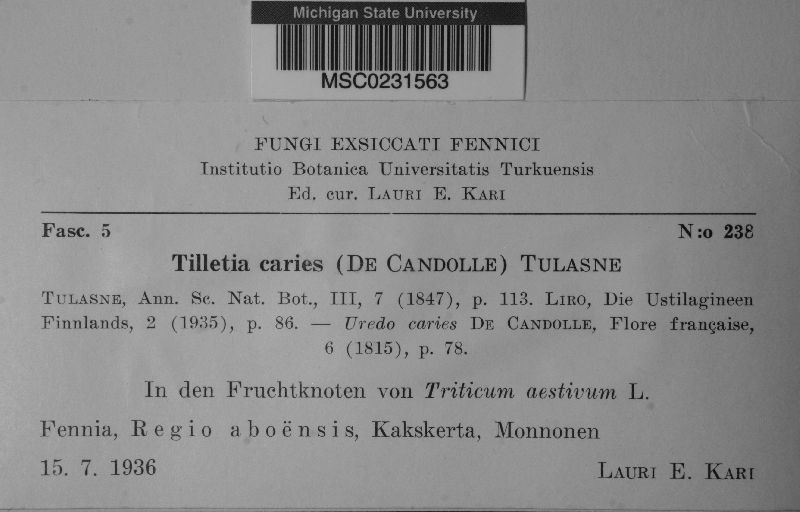 Michigan State University
MSC0231563
FUNGI EXSICCATI FENNICI
Institutio Botanica Universitatis Turkuensis
Ed. cur. LAURI E. KARI
Fasc. 5 N:o 238
Tilletia caries (DE CANDOLLE) TULASNE
TULASNE, Ann. Sc. Nat. Bot., III, 7 (1847), p. 113. LIRO, Die Ustilagineen
Finnlands, 2 (1935), p. 86. — Uredo caries DE CANDOLLE, Flore française,
6 (1815), p. 78.
In den Fruchtknoten von Triticum aestivum L.
Fennia, Regio aboënsis, Kakskerta, Monnonen
15. 7. 1936 LAURI E. KARI